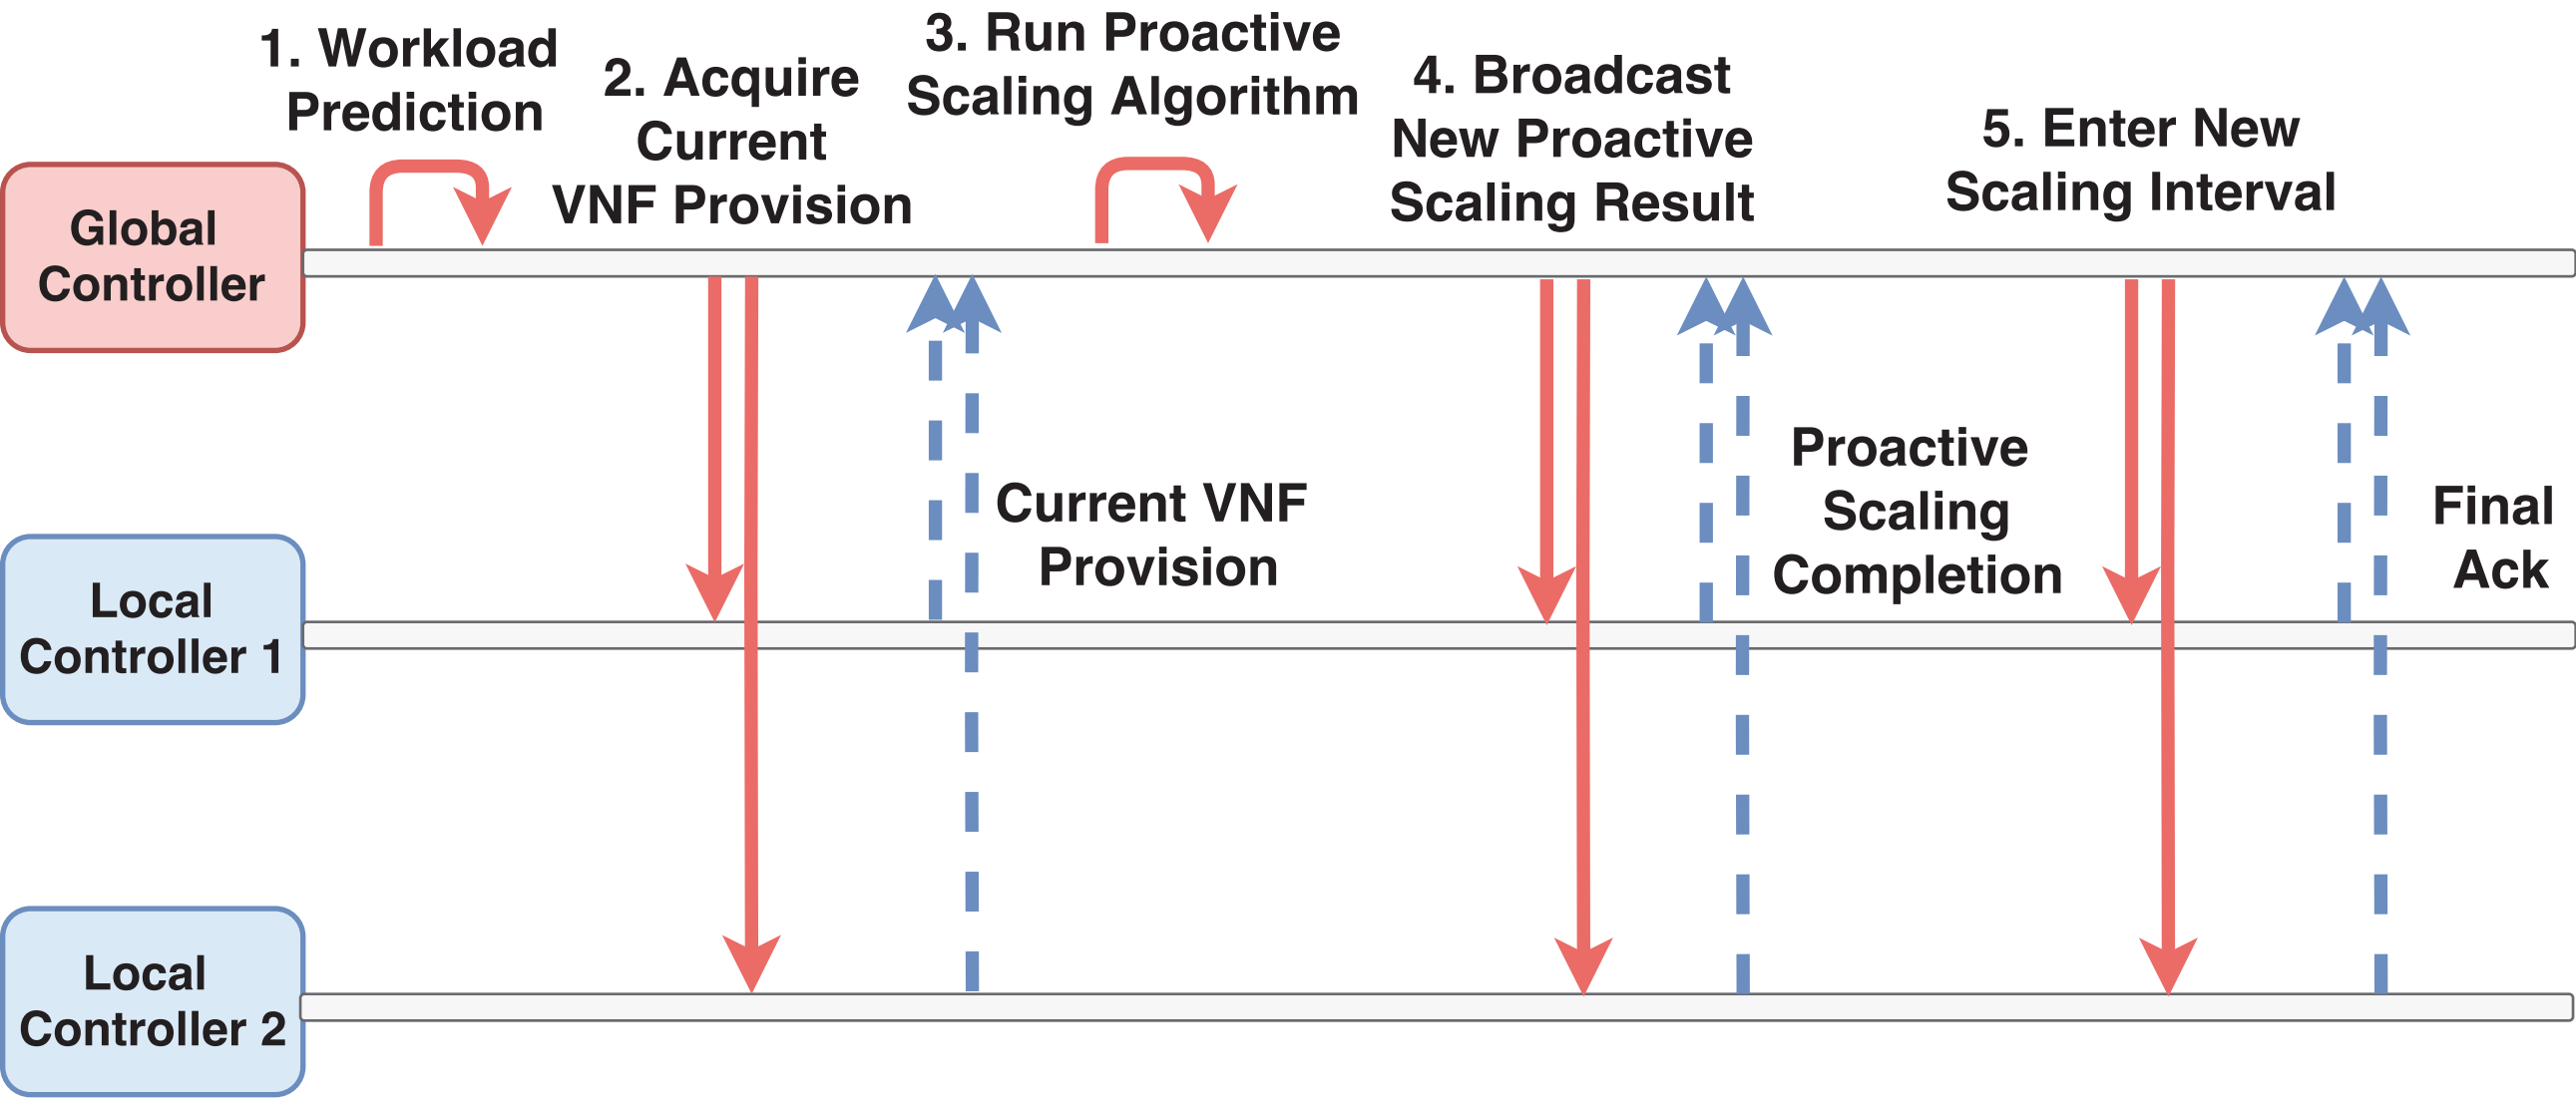 1. Workload
Prediction
2. Acquire
Current
VNF Provision
3. Run Proactive
Scaling Algorithm
4. Broadcast
New Proactive
Scaling Result
5. Enter New
Scaling Interval
Global
Controller
Current VNF
Provision
Proactive
Scaling
Completion
Final
Ack
Local
Controller 1
Local
Controller 2